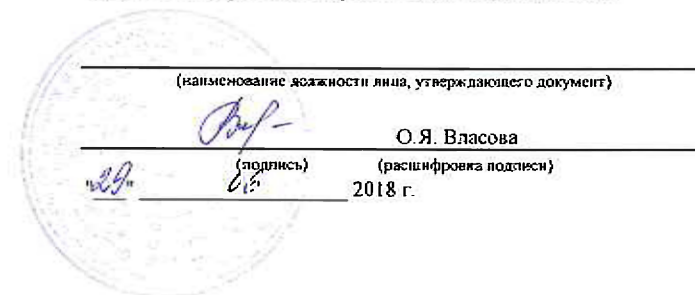 (наименование должности лица, утверждающего документ)
О.Я. Власова
(подпись) (расшифровка подписи)
"29" 2018 г.